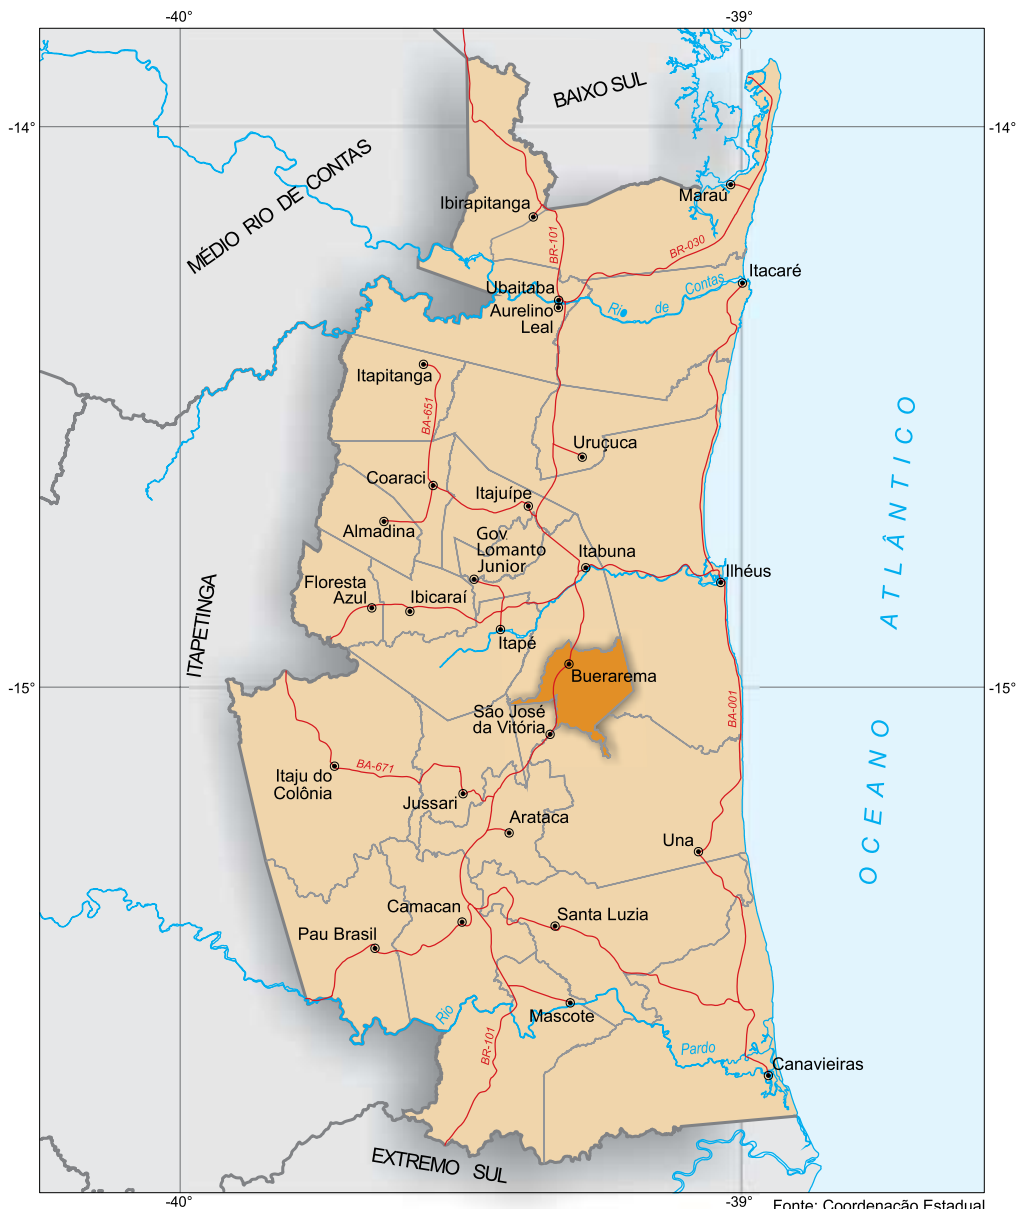 -40°
-39°
BAIXO SUL
-14°
-14°
MÉDIO RIO DE CONTAS
Maraú
Ibirapitanga
BR-101
BR-030
Itacaré
Ubaitaba
Contas
de
Rio
Aurelino
Leal
Itapitanga
BA-651
ATLÂNTICO
Uruçuca
Coaraci
Itajuípe
Almadina
Gov
Lomanto
Junior
Itabuna
Ilhéus
Floresta
Azul
Ibicaraí
ITAPETINGA
Itapé
Buerarema
-15°
-15°
BA-001
São José
da Vitória
OCEANO
BA-671
Itaju do
Colônia
Jussari
Arataca
Una
Camacan
Santa Luzia
Pau Brasil
Rio
Mascote
BR-101
Pardo
Canavieiras
EXTREMO SUL
-40°
-39°
Fonte: Coordenação Estadual